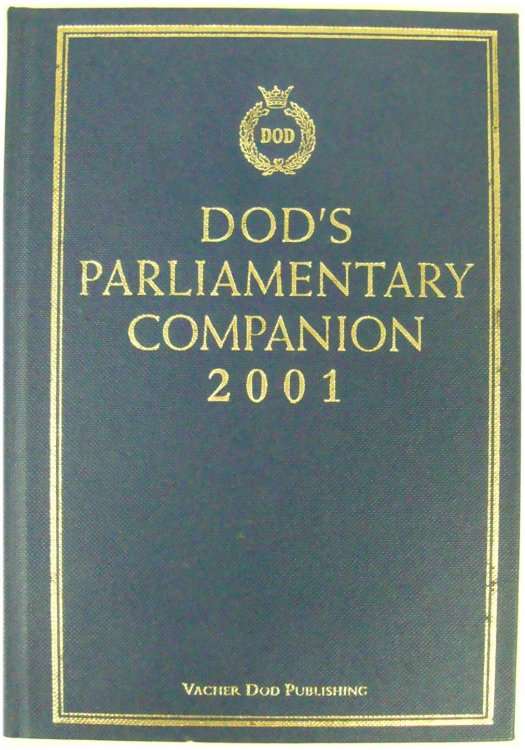 DOD
DOD'S
PARLIAMENTARY
COMPANION
2001
VACHER DOD PUBLISHING